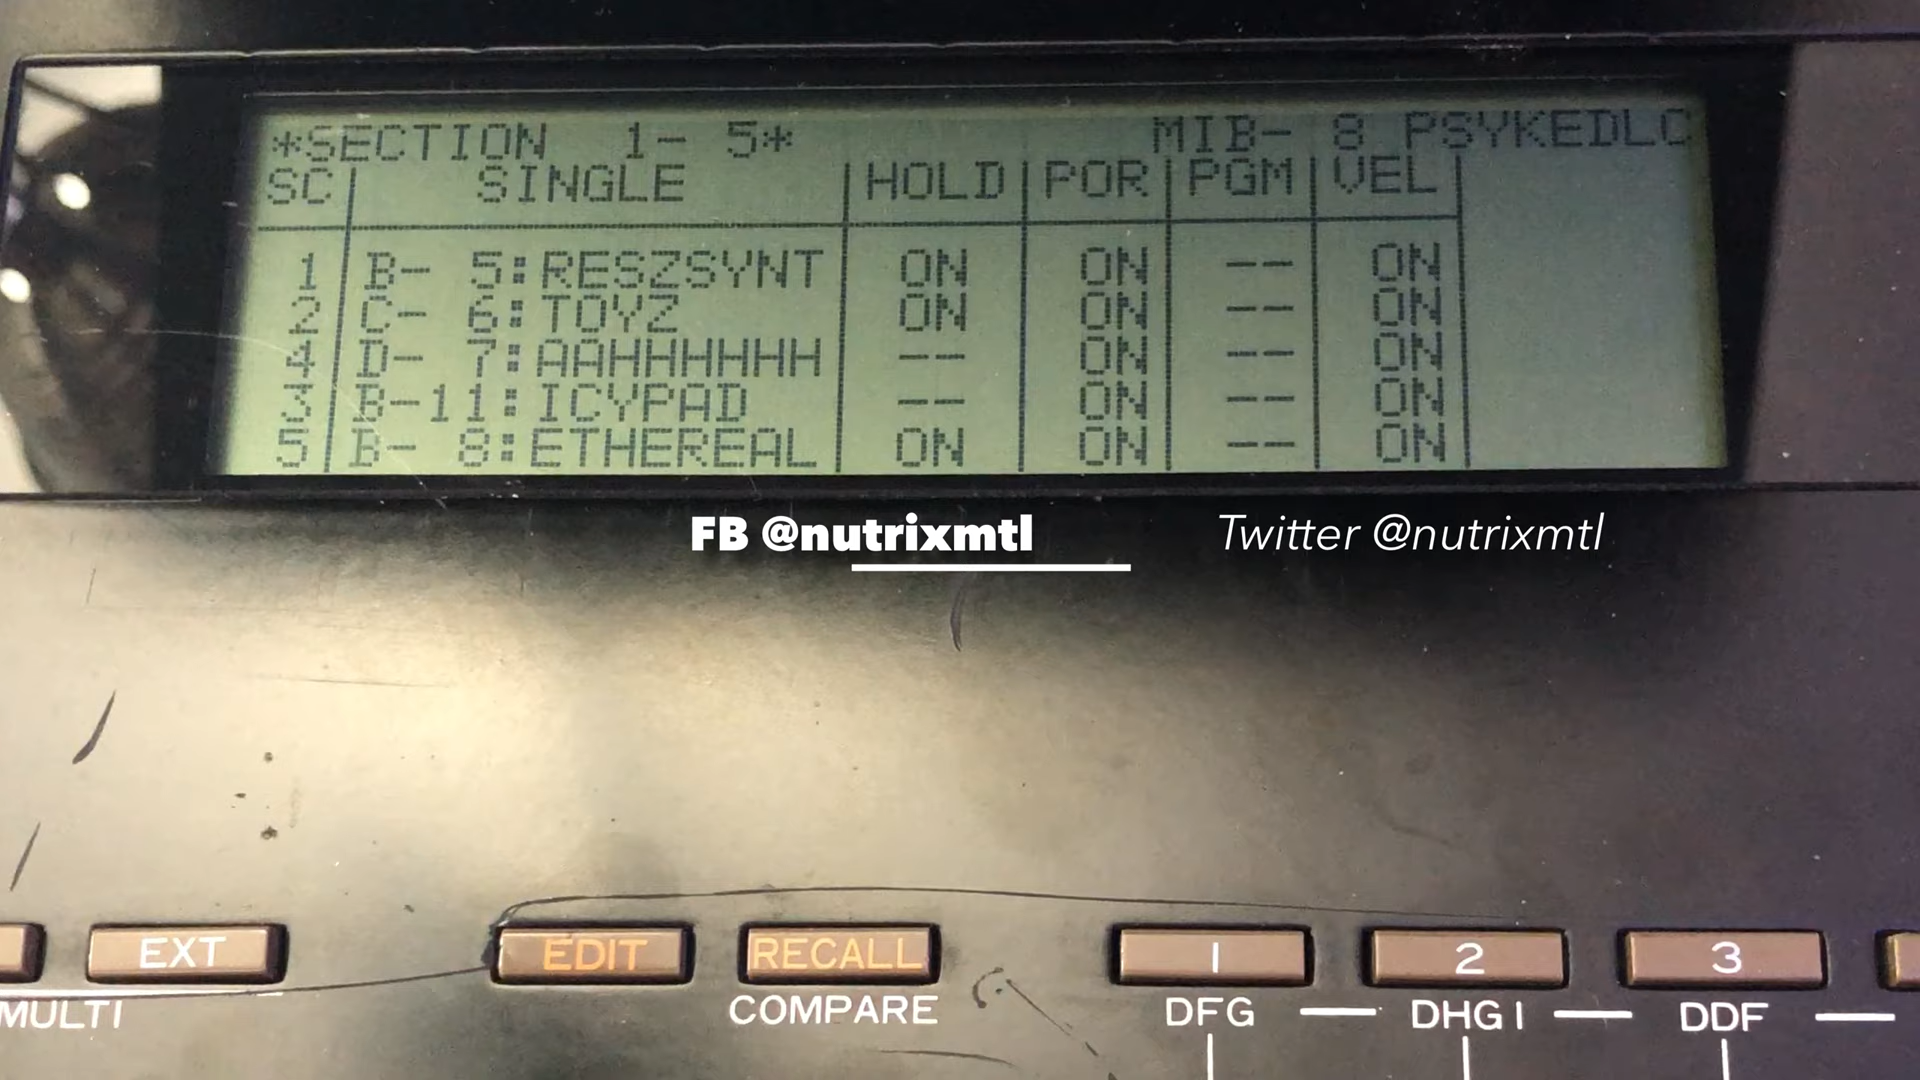 *SECTION 1- 5* MIB- 8 PSYKEDLC
SC SINGLE HOLD POR PGM VEL
1 B- 5:RESZSYNT ON ON -- ON
2 C- 6:TOYZ ON ON -- ON
4 D- 7:AAHHHHHH -- ON -- ON
3 B-11:ICYPAD -- ON -- ON
5 B- 8:ETHEREAL ON ON -- ON
FB @nutrixmtl Twitter @nutrixmtl
EXT EDIT RECALL 1 2 3
MULTI COMPARE DFG DHG1 DDF